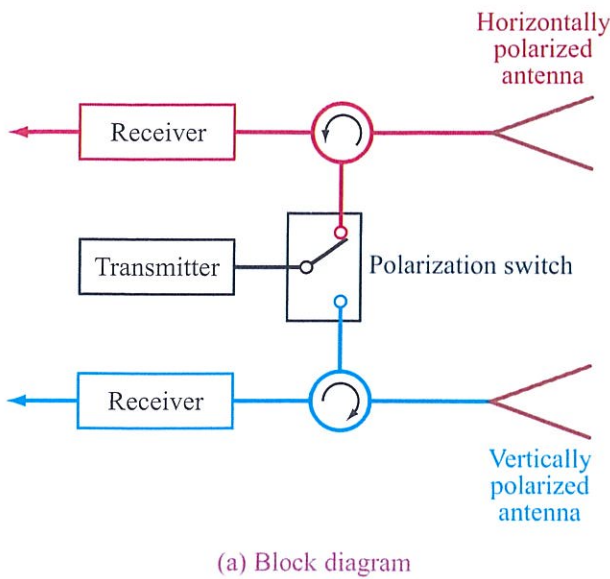 Horizontally
polarized
antenna
Receiver
Transmitter
Polarization switch
Receiver
Vertically
polarized
antenna
(a) Block diagram